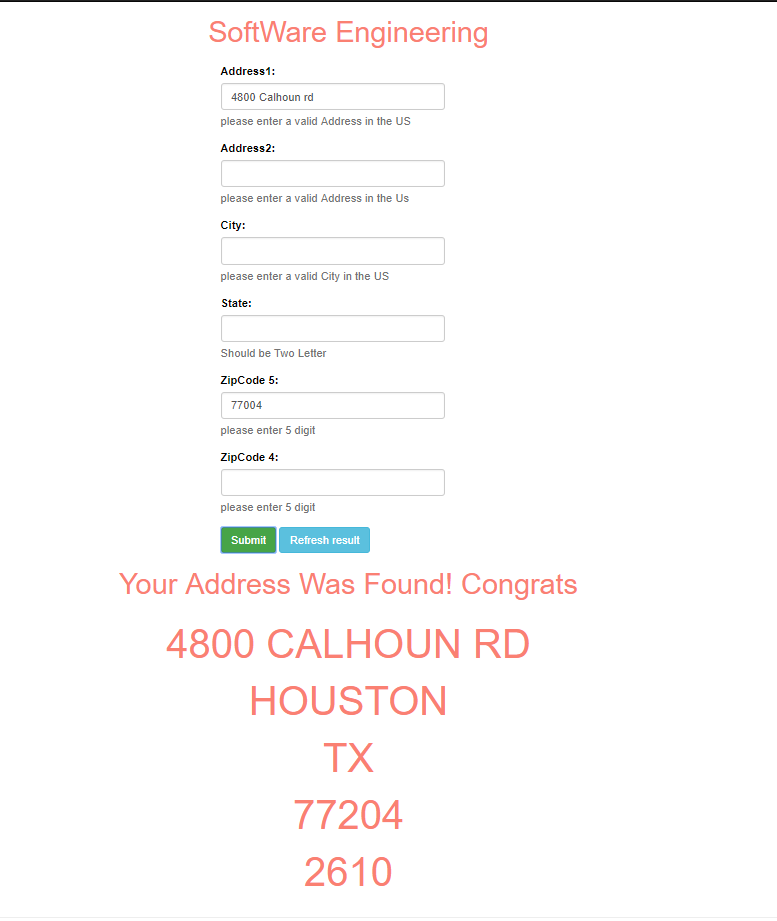 SoftWare Engineering
Address1:
4800 Calhoun rd
please enter a valid Address in the US
Address2:
please enter a valid Address in the Us
City:
please enter a valid City in the US
State:
Should be Two Letter
ZipCode 5:
77004
please enter 5 digit
ZipCode 4:
please enter 5 digit
Submit Refresh result
Your Address Was Found! Congrats
4800 CALHOUN RD
HOUSTON
TX
77204
2610